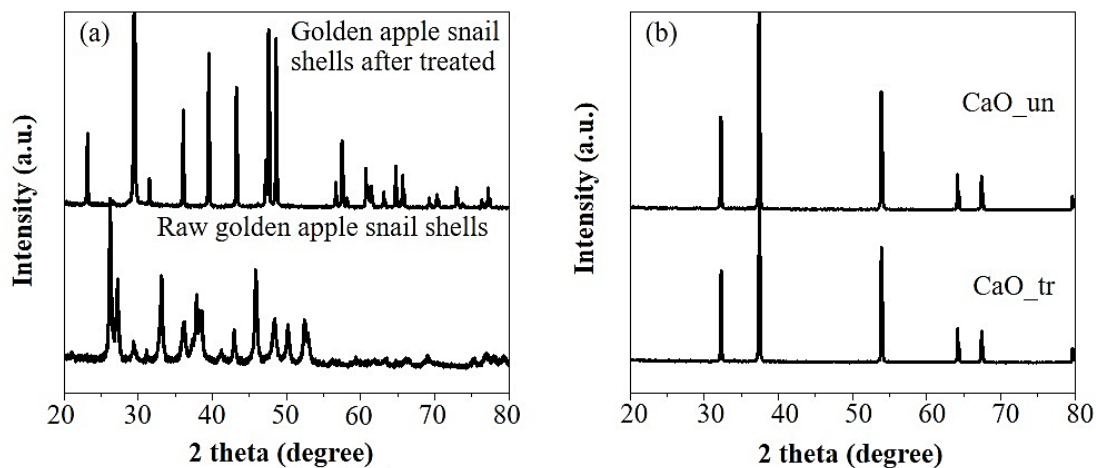 (a)
Golden apple snail
shells after treated
Raw golden apple snail shells
Intensity (a.u.)
20 30 40 50 60 70 80
2 theta (degree)
(b)
CaO_un
CaO_tr
Intensity (a.u.)
20 30 40 50 60 70 80
2 theta (degree)